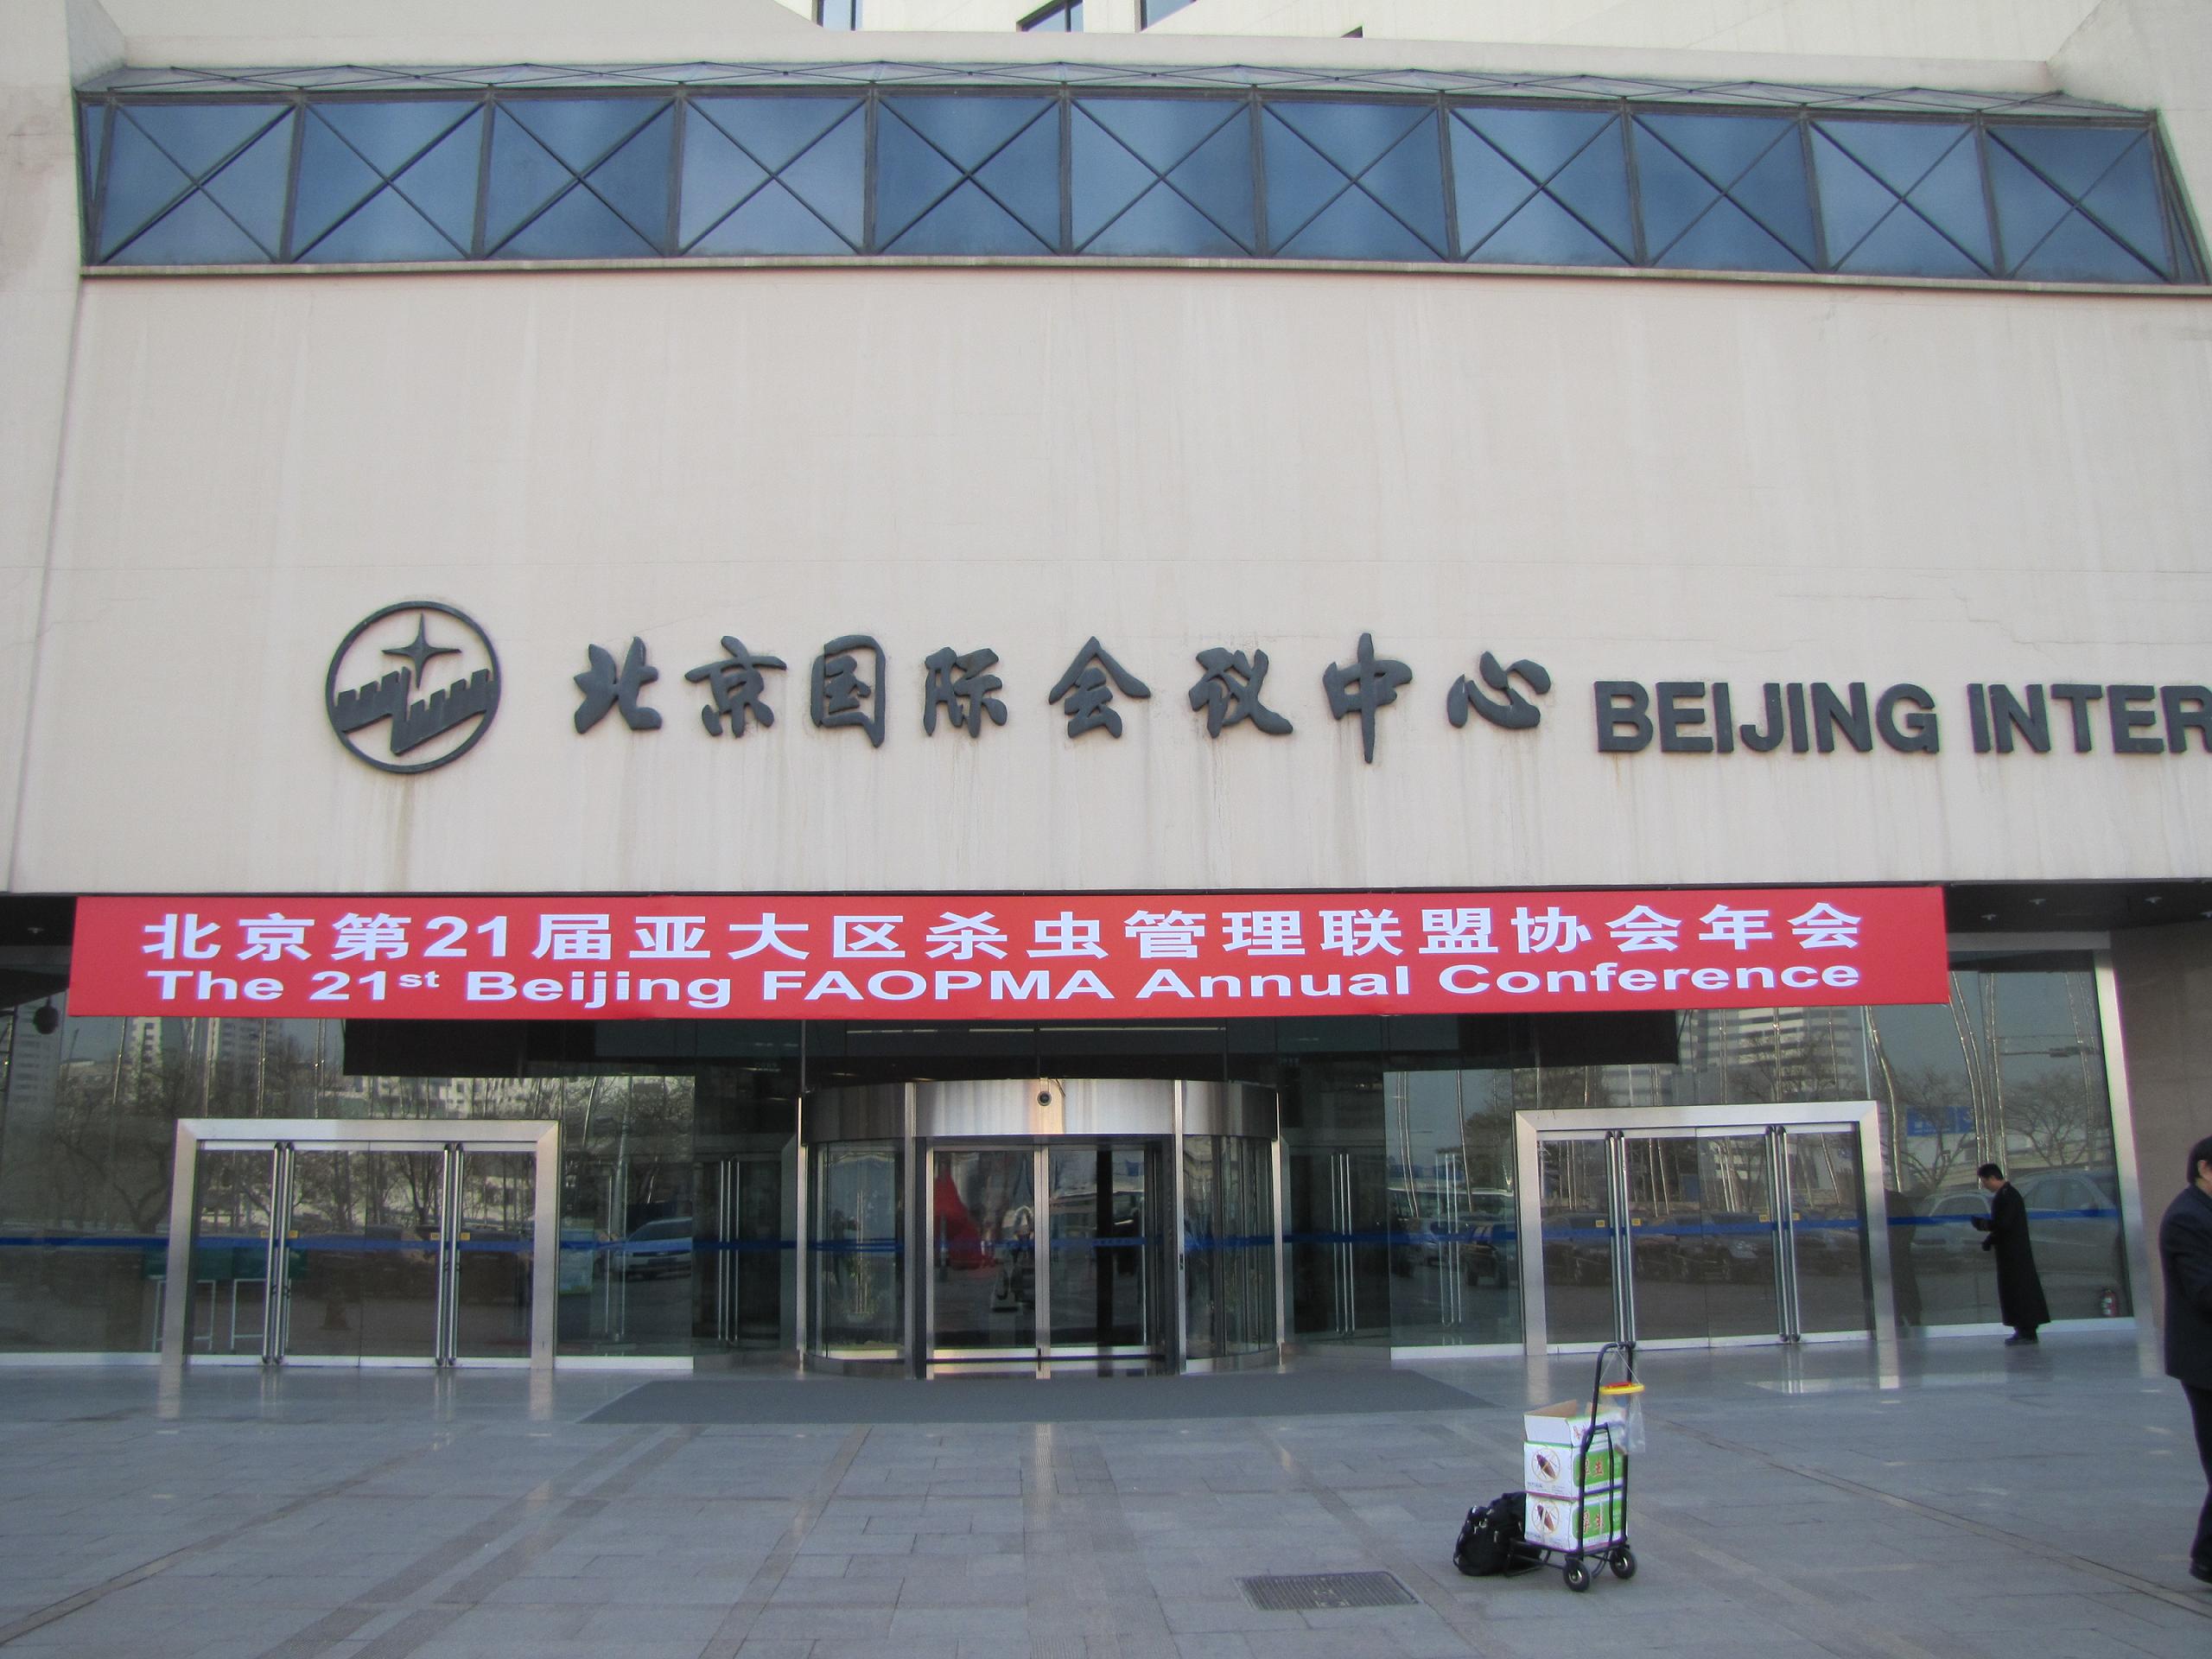 北京国际会议中心 BEIJING INTER
北京第21届亚大区杀虫管理联盟协会年会
The 21st Beijing FAOPMA Annual Conference